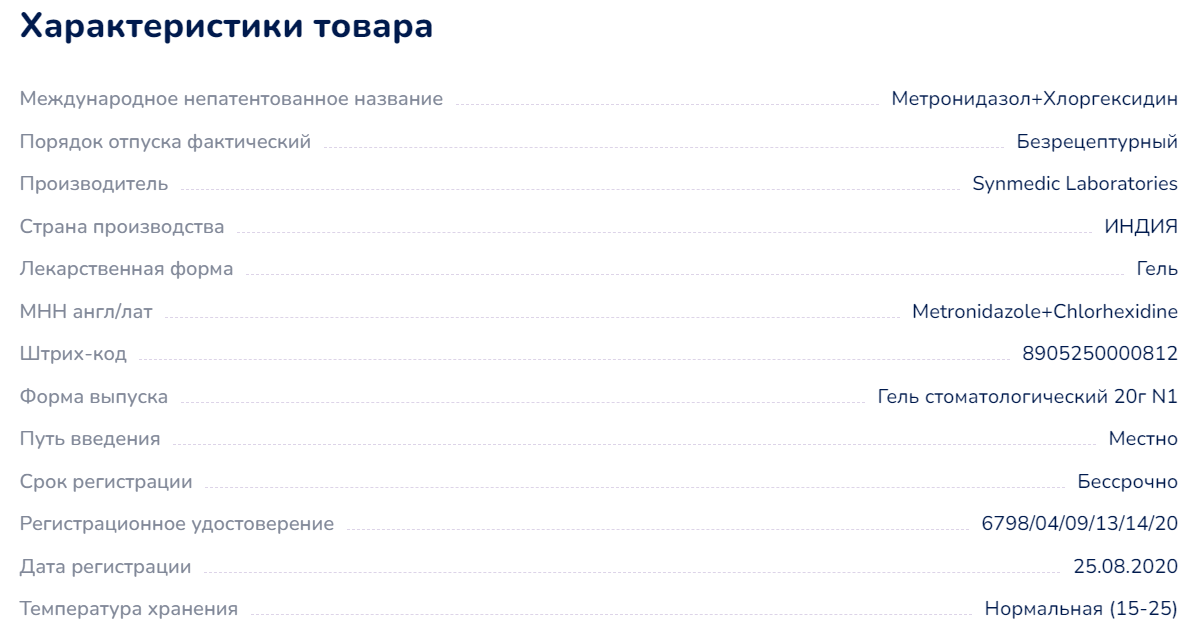 Характеристики товара
Международное непатентованное название Метронидазол+Хлоргексидин
Порядок отпуска фактический Безрецептурный
Производитель Synmedic Laboratories
Страна производства ИНДИЯ
Лекарственная форма Гель
МНН англ/лат Metronidazole+Chlorhexidine
Штрих-код 8905250000812
Форма выпуска Гель стоматологический 20г N1
Путь введения Местно
Срок регистрации Бессрочно
Регистрационное удостоверение 6798/04/09/13/14/20
Дата регистрации 25.08.2020
Температура хранения Нормальная (15-25)